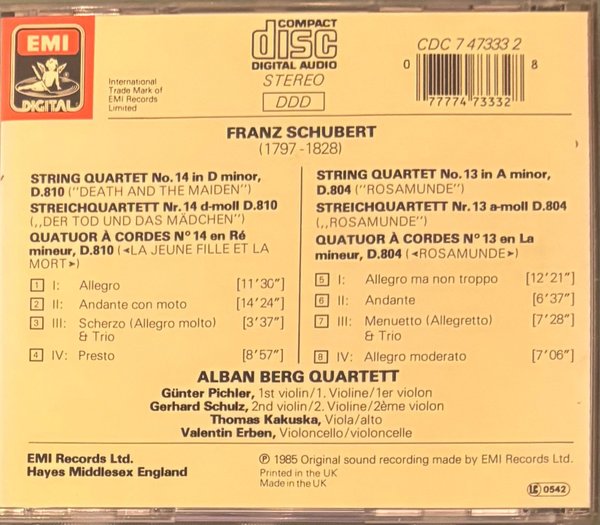 EMI
DIGITAL
International
Trade Mark of
EMI Records
Limited
COMPACT
disc
DIGITAL AUDIO
STEREO
DDD
CDC 7 47333 2
0 77774 73332 8
FRANZ SCHUBERT
(1797-1828)
STRING QUARTET No. 14 in D minor,
D.810 ("DEATH AND THE MAIDEN")
STREICHQUARTETT Nr. 14 d-moll D.810
(„DER TOD UND DAS MÄDCHEN")
QUATUOR À CORDES Nº 14 en Ré
mineur, D.810 (◂LA JEUNE FILLE ET LA
MORT▸)
1 I: Allegro [11'30"]
2 II: Andante con moto [14'24"]
3 III: Scherzo (Allegro molto) [3'37"]
& Trio
4 IV: Presto [8'57"]
STRING QUARTET No. 13 in A minor,
D.804 ("ROSAMUNDE")
STREICHQUARTETT Nr. 13 a-moll D.804
(„ROSAMUNDE")
QUATUOR À CORDES Nº 13 en La
mineur, D.804 (◂ROSAMUNDE▸)
5 I: Allegro ma non troppo [12'21"]
6 II: Andante [6'37"]
7 III: Menuetto (Allegretto) [7'28"]
& Trio
8 IV: Allegro moderato [7'06"]
ALBAN BERG QUARTETT
Günter Pichler, 1st violin/1. Violine/1er violon
Gerhard Schulz, 2nd violin/2. Violine/2ème violon
Thomas Kakuska, Viola/alto
Valentin Erben, Violoncello/violoncelle
EMI Records Ltd.
Hayes Middlesex England
℗ 1985 Original sound recording made by EMI Records Ltd.
Printed in the UK
Made in the UK
LC 0542